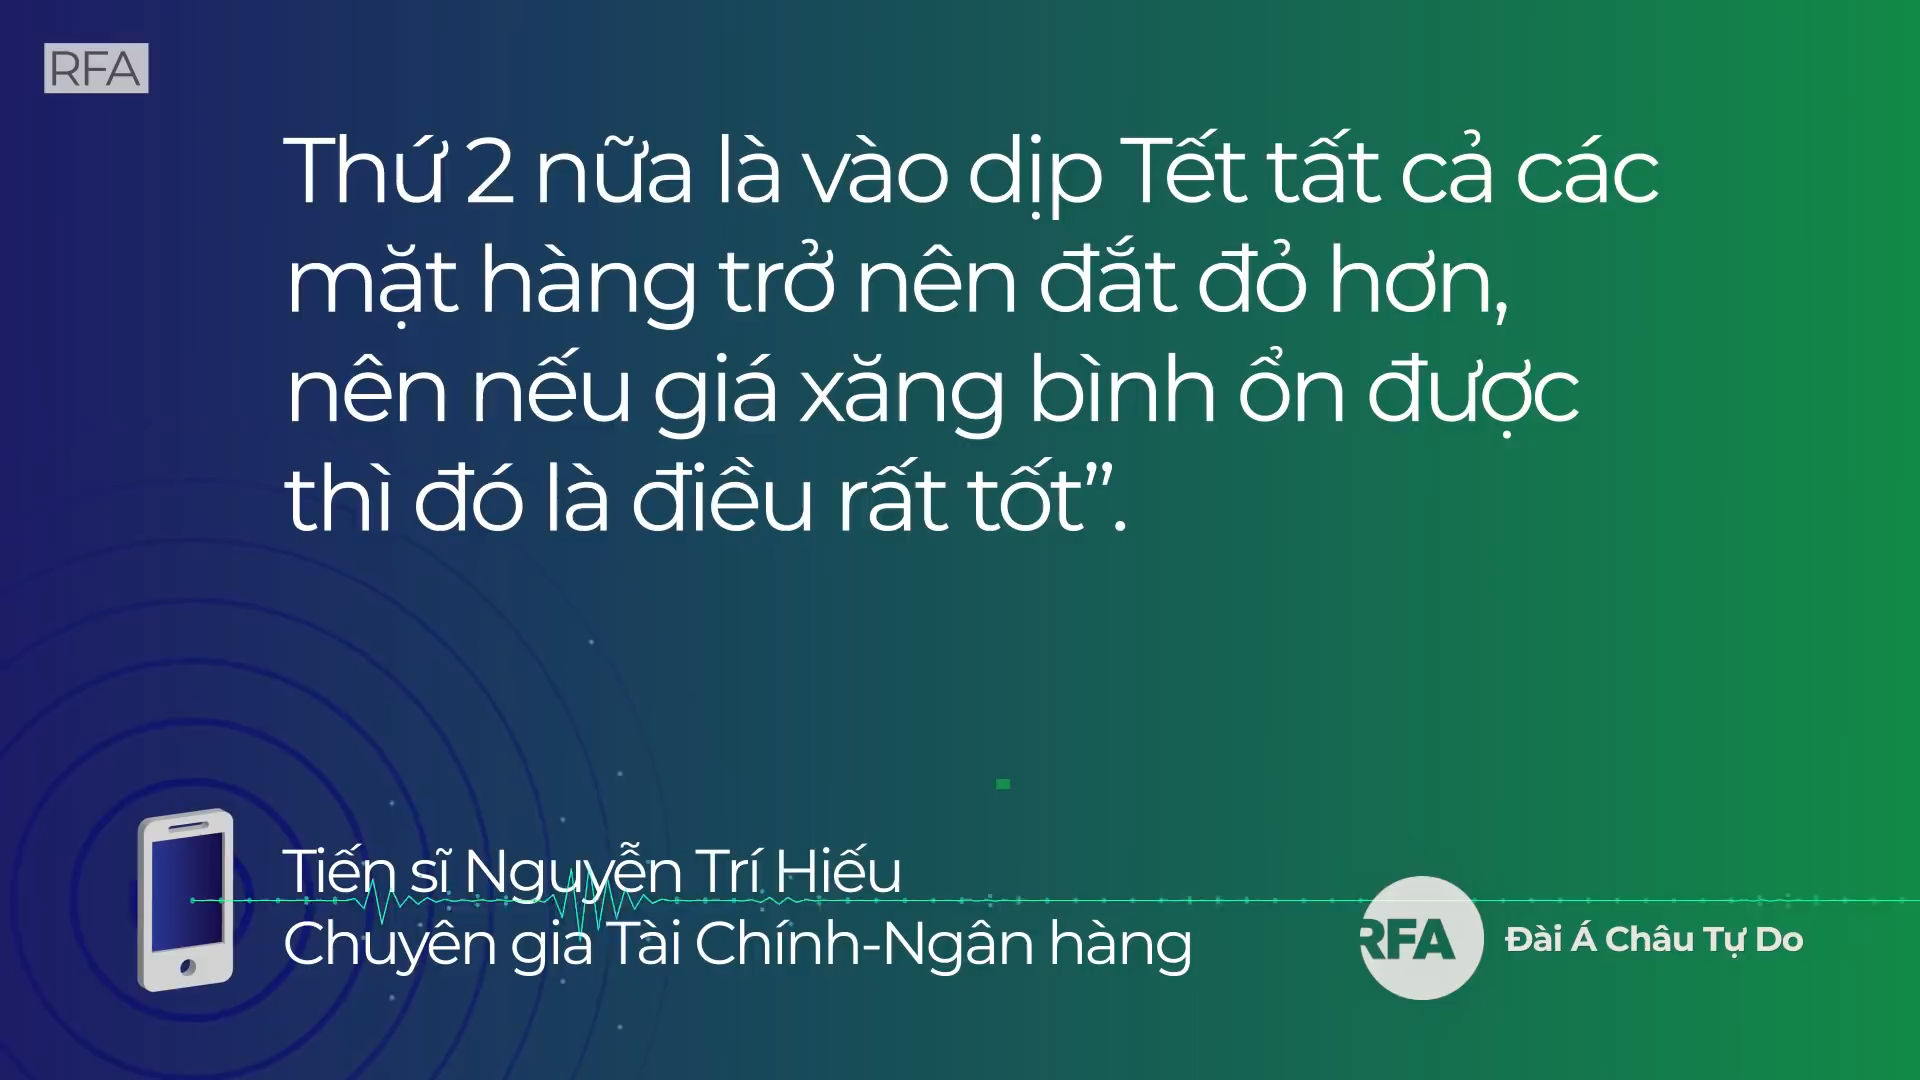 RFA
Thứ 2 nữa là vào dịp Tết tất cả các
mặt hàng trở nên đắt đỏ hơn,
nên nếu giá xăng bình ổn được
thì đó là điều rất tốt”.
Tiến sĩ Nguyễn Trí Hiếu
Chuyên gia Tài Chính-Ngân hàng
RFA Đài Á Châu Tự Do